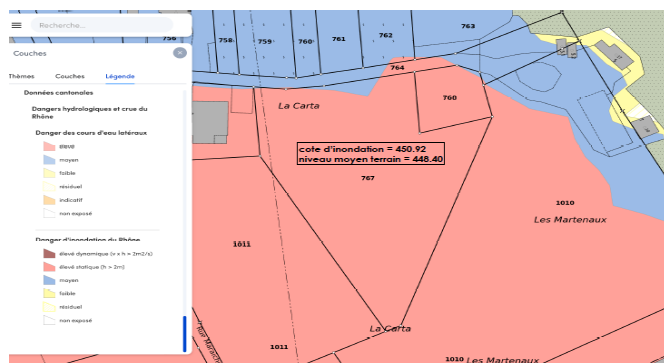 Recherche...
Couches
Thèmes Couches Légende
Données cantonales
Dangers hydrologiques et crue du
Rhône
Danger des cours d'eau latéraux
élevé
moyen
faible
résiduel
indicatif
non exposé
Danger d'inondation du Rhône
élevé dynamique (v x h > 2m2/s)
élevé statique (h > 2m)
moyen
faible
résiduel
non exposé
756
758
759
760
761
762
763
764
760
La Carta
cote d'inondation = 450.92
niveau moyen terrain = 448.40
767
1010
Les Martenaux
1011
La Carta
1011
1010 Les Martenaux